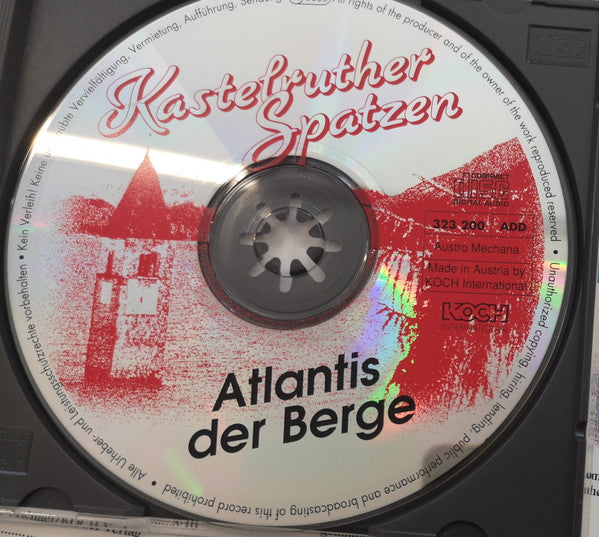 Kastelruther
Spatzen
COMPACT
disc
DIGITAL AUDIO
323 200 ADD
Austro Mechana
Made in Austria by
KOCH International
KOCH
INTERNATIONAL
Atlantis
der Berge
Alle Urheber- und Leistungsschutzrechte vorbehalten • Kein Verleih! Keine Vervielfältigung, Vermietung, Aufführung, Sendung
All rights of the producer and of the owner of the work reproduced reserved • Unauthorized copying, hiring, lending, public performance and broadcasting of this record prohibited •